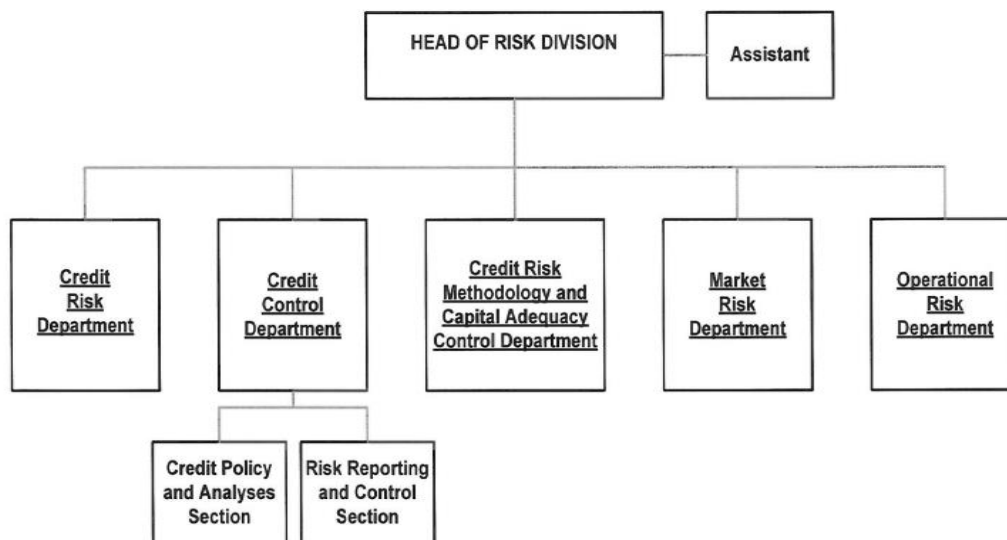 HEAD OF RISK DIVISION
Assistant
Credit
Risk
Department
Credit
Control
Department
Credit Risk
Methodology and
Capital Adequacy
Control Department
Market
Risk
Department
Operational
Risk
Department
Credit Policy
and Analyses
Section
Risk Reporting
and Control
Section